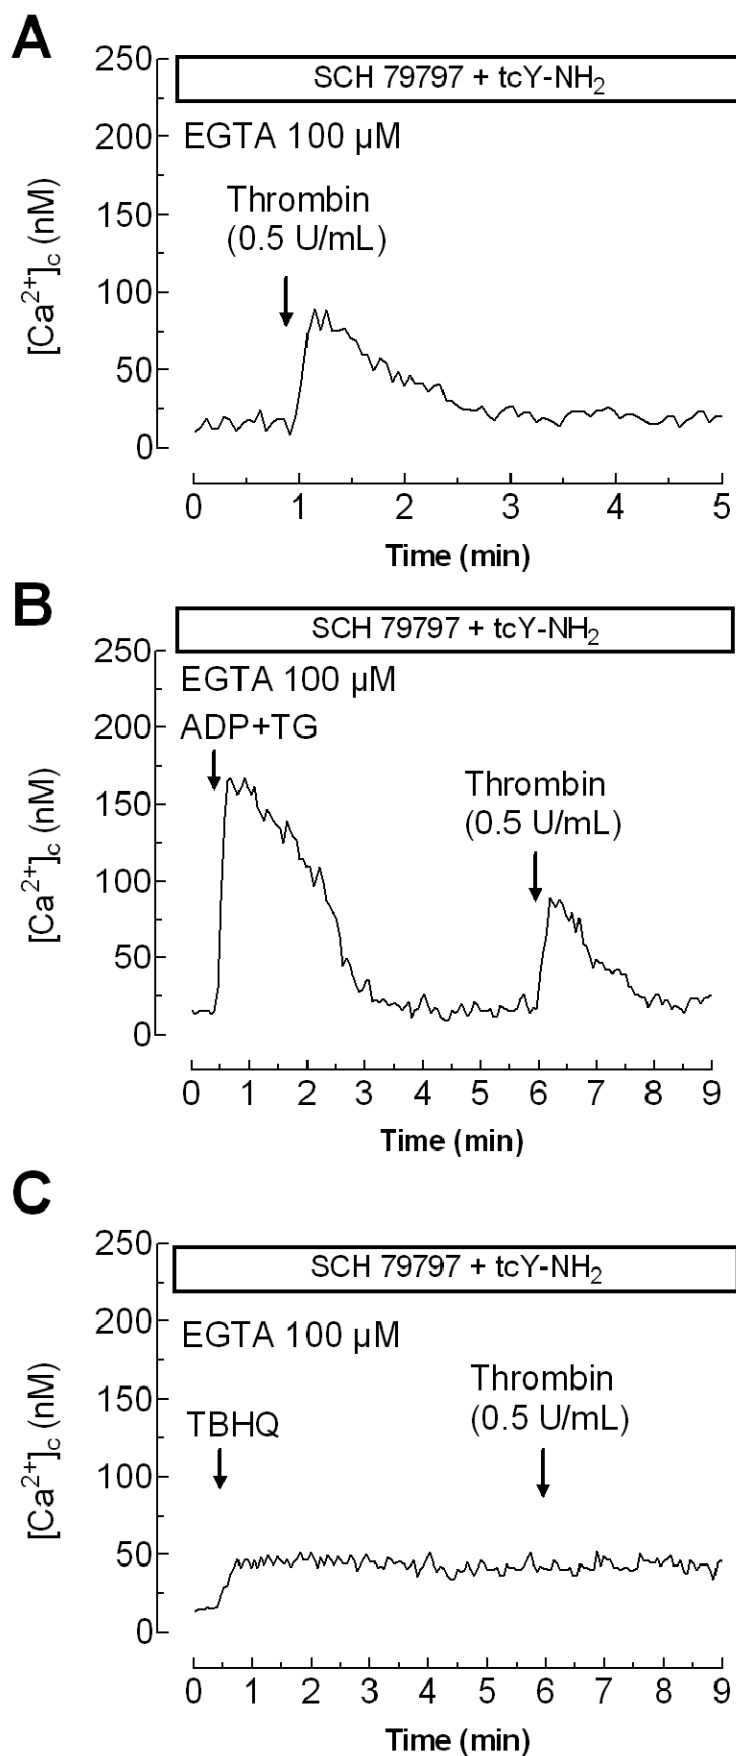 A
SCH 79797 + tcY-NH₂
EGTA 100 µM
Thrombin
(0.5 U/mL)
[Ca²⁺]c (nM)
250
200
150
100
50
0
0 1 2 3 4 5
Time (min)
B
SCH 79797 + tcY-NH₂
EGTA 100 µM
ADP+TG
Thrombin
(0.5 U/mL)
[Ca²⁺]c (nM)
250
200
150
100
50
0
0 1 2 3 4 5 6 7 8 9
Time (min)
C
SCH 79797 + tcY-NH₂
EGTA 100 µM
Thrombin
(0.5 U/mL)
TBHQ
[Ca²⁺]c (nM)
250
200
150
100
50
0
0 1 2 3 4 5 6 7 8 9
Time (min)